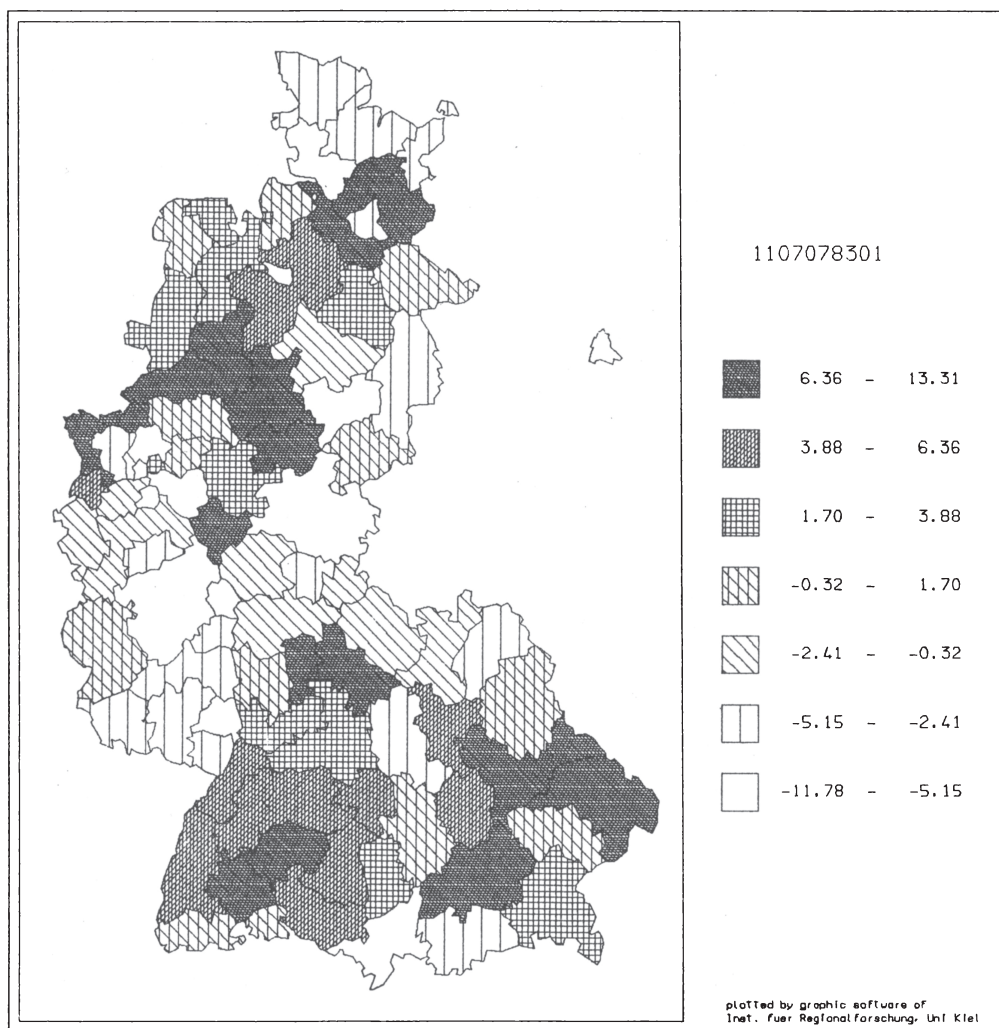 1107078301
6.36 - 13.31
3.88 - 6.36
1.70 - 3.88
-0.32 - 1.70
-2.41 - -0.32
-5.15 - -2.41
-11.78 - -5.15
plotted by graphic software of
Inst. fuer Regionalforschung, Uni Kiel